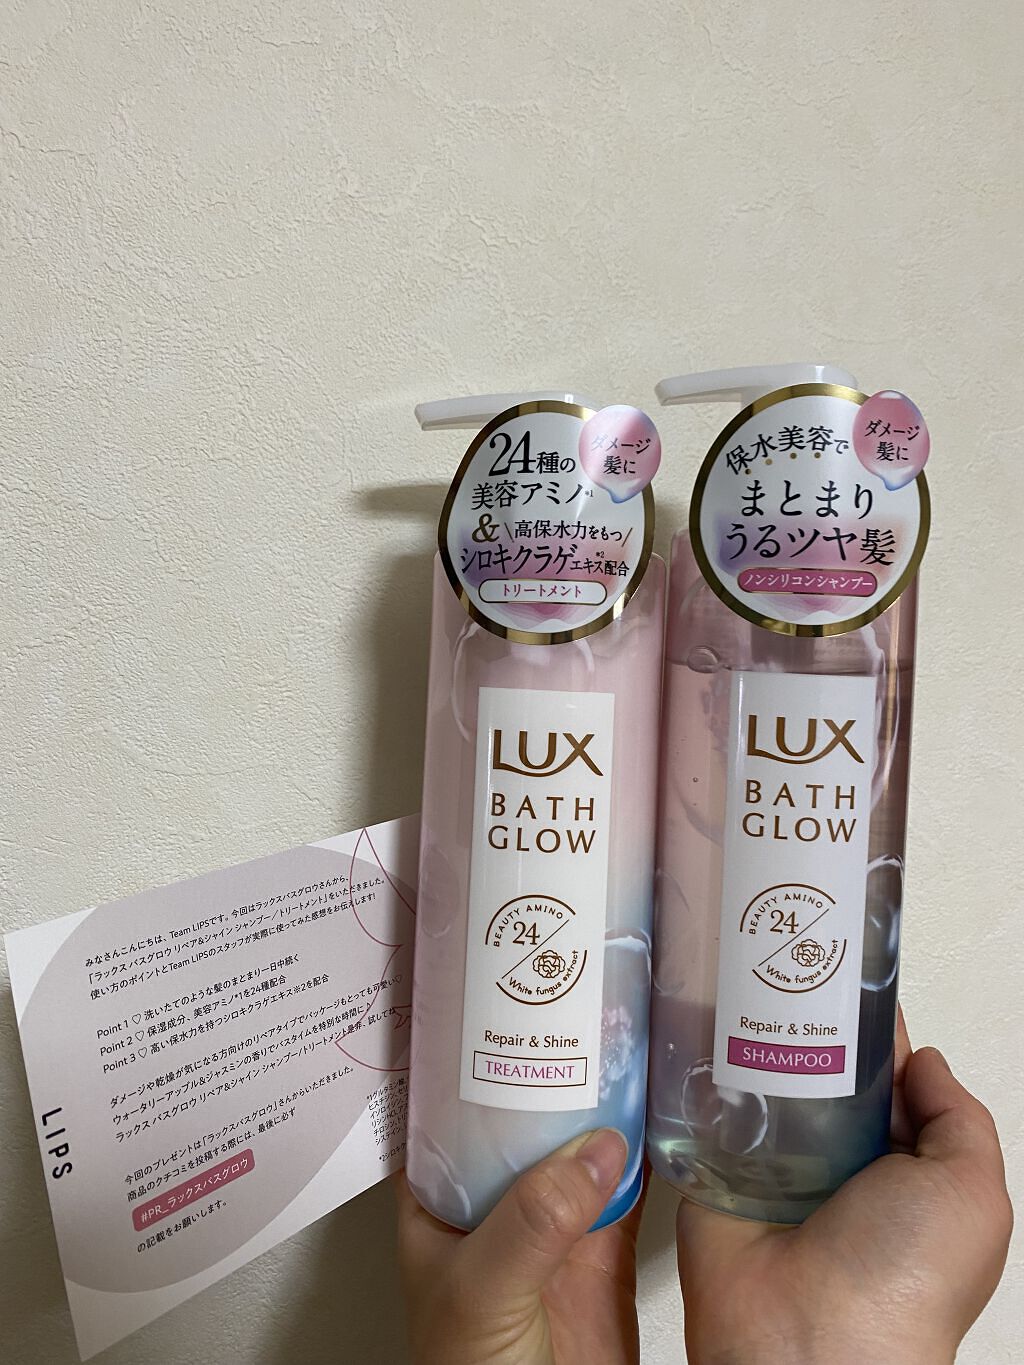 24種の
美容アミノ*1
&
高保水力をもつ
シロキクラゲエキス*2配合
トリートメント
ダメージ
髪に
LUX
BATH
GLOW
BEAUTY AMINO
24
White fungus extract
Repair & Shine
TREATMENT
保水美容で
まとまり
うるツヤ髪
ノンシリコンシャンプー
ダメージ
髪に
LUX
BATH
GLOW
BEAUTY AMINO
24
White fungus extract
Repair & Shine
SHAMPOO
みなさんこんにちは、Team LIPSです。今回はラックスバスグロウさんから、
「ラックス バスグロウ リペア&シャイン シャンプー/トリートメント」をいただきました。
使い方のポイントとTeam LIPSのスタッフが実際に使ってみた感想をお伝えします!
Point 1 ♡ 洗いたてのような髪のまとまり一日中続く
Point 2 ♡ 保湿成分、美容アミノ*1を24種配合
Point 3 ♡ 高い保水力を持つシロキクラゲエキス※2を配合
ダメージや乾燥が気になる方向けのリペアタイプでパッケージもとっても可愛い♡
ウォータリーアップル&ジャスミンの香りでバスタイムを特別な時間に♪
ラックス バスグロウ リペア&シャイン シャンプー/トリートメント是非、試してね
今回のプレゼントは「ラックスバスグロウ」さんからいただきました。
商品のクチコミを投稿する際には、最後に必ず
#PR_ラックスバスグロウ
の記載をお願いします。
LIPS